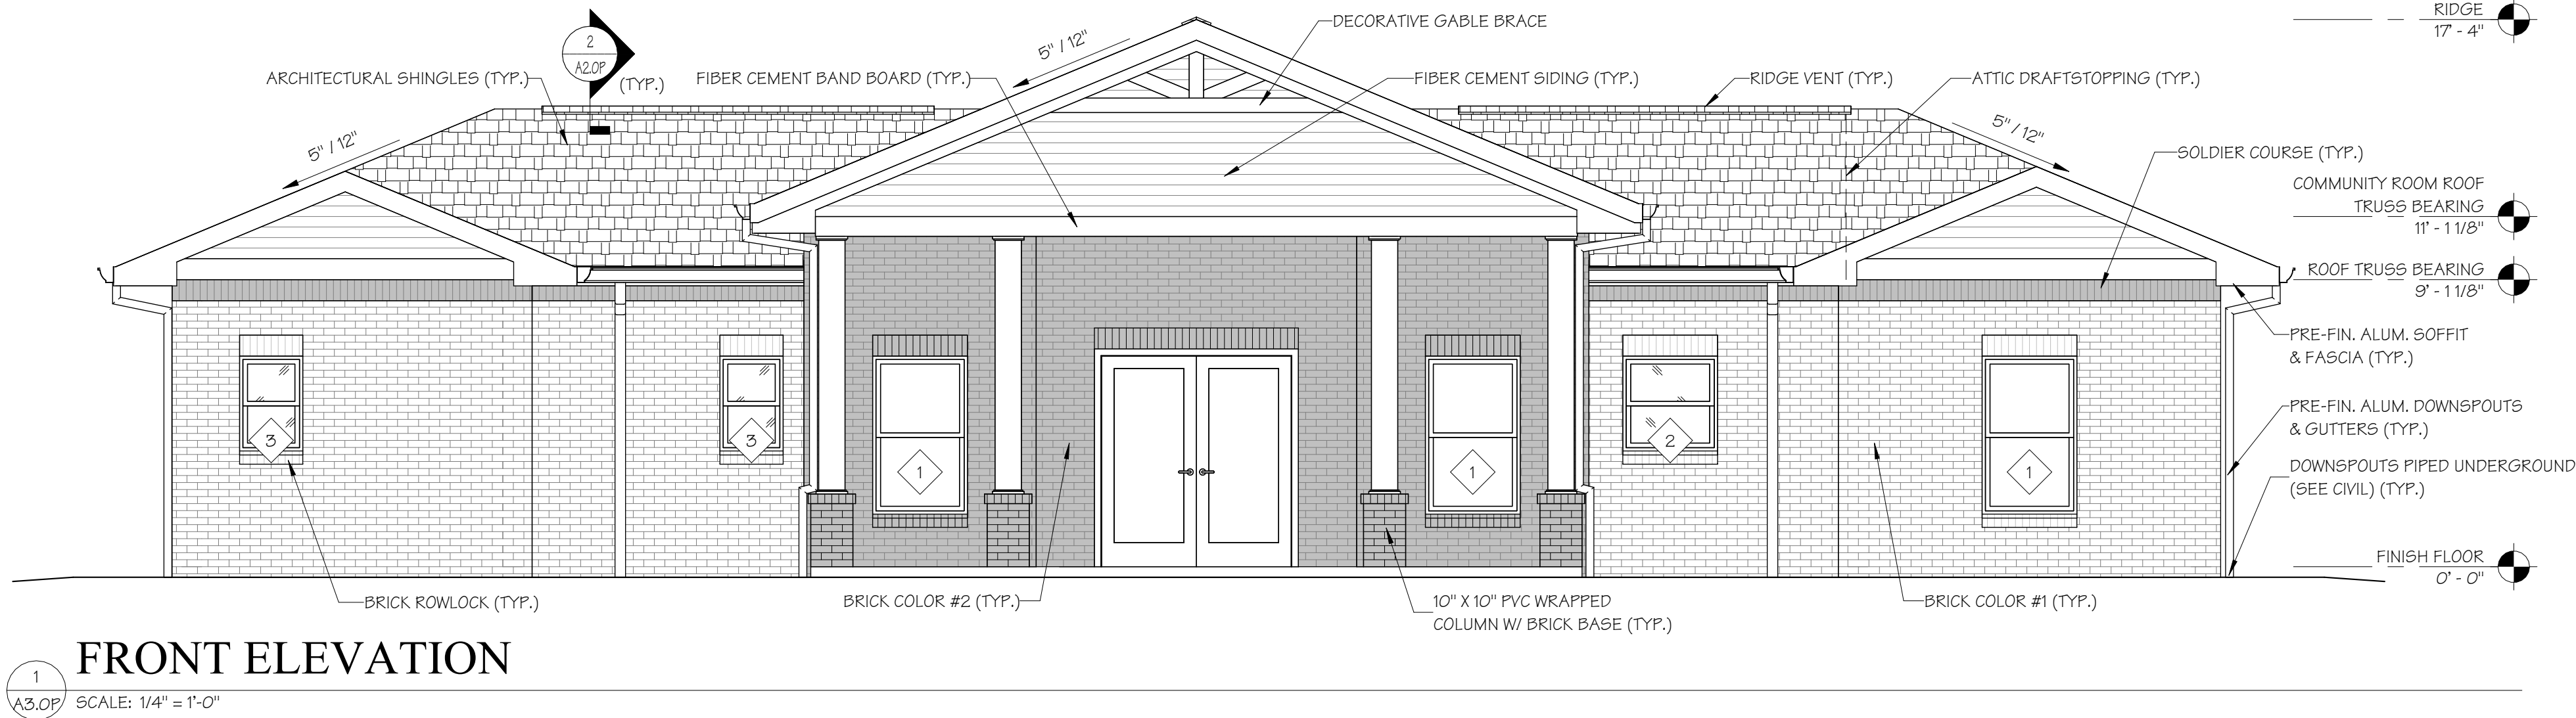 DECORATIVE GABLE BRACE
RIDGE
17' - 4"
2
A2.0P
(TYP.)
5" / 12"
ARCHITECTURAL SHINGLES (TYP.)
FIBER CEMENT BAND BOARD (TYP.)
FIBER CEMENT SIDING (TYP.)
RIDGE VENT (TYP.)
ATTIC DRAFTSTOPPING (TYP.)
5" / 12"
5" / 12"
SOLDIER COURSE (TYP.)
COMMUNITY ROOM ROOF
TRUSS BEARING
11' - 1 1/8"
ROOF TRUSS BEARING
9' - 1 1/8"
PRE-FIN. ALUM. SOFFIT
& FASCIA (TYP.)
PRE-FIN. ALUM. DOWNSPOUTS
& GUTTERS (TYP.)
3
3
1
1
2
1
DOWNSPOUTS PIPED UNDERGROUND
(SEE CIVIL) (TYP.)
FINISH FLOOR
0' - 0"
BRICK ROWLOCK (TYP.)
BRICK COLOR #2 (TYP.)
10" X 10" PVC WRAPPED
COLUMN W/ BRICK BASE (TYP.)
BRICK COLOR #1 (TYP.)
FRONT ELEVATION
1
A3.0P
SCALE: 1/4" = 1'-0"